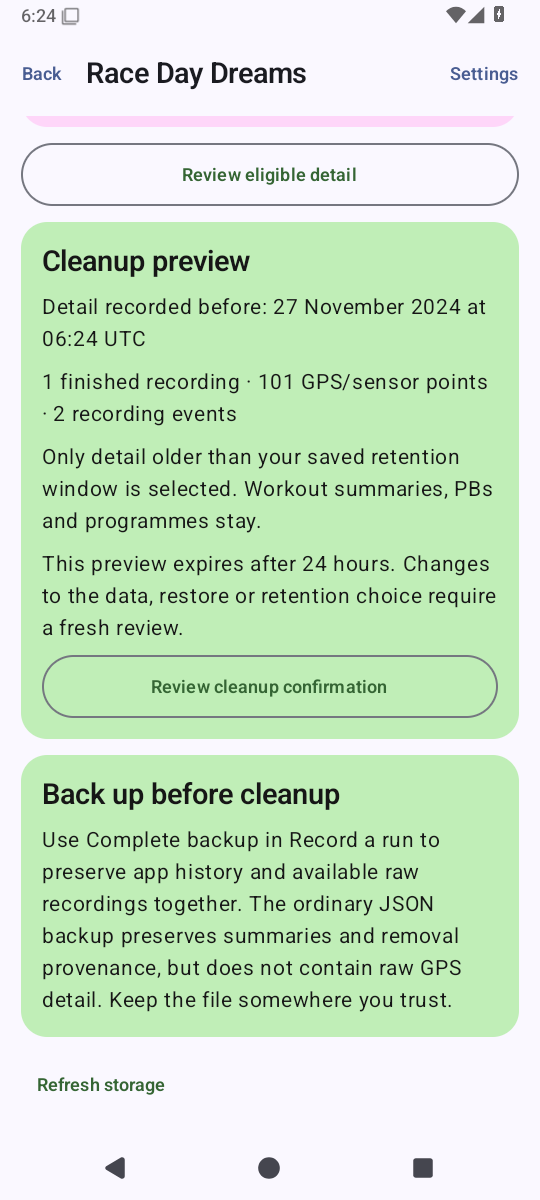 6:24
Back
Race Day Dreams
Settings
Review eligible detail
Cleanup preview
Detail recorded before: 27 November 2024 at
06:24 UTC
1 finished recording · 101 GPS/sensor points
· 2 recording events
Only detail older than your saved retention
window is selected. Workout summaries, PBs
and programmes stay.
This preview expires after 24 hours. Changes
to the data, restore or retention choice require
a fresh review.
Review cleanup confirmation
Back up before cleanup
Use Complete backup in Record a run to
preserve app history and available raw
recordings together. The ordinary JSON
backup preserves summaries and removal
provenance, but does not contain raw GPS
detail. Keep the file somewhere you trust.
Refresh storage